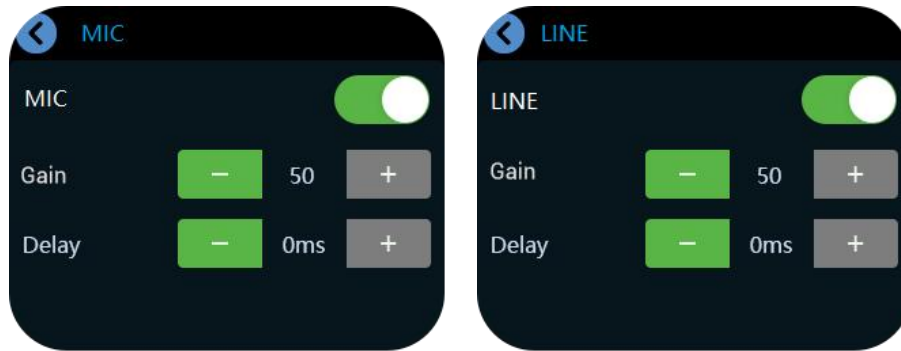 MIC
MIC
Gain − 50 +
Delay − 0ms +
LINE
LINE
Gain − 50 +
Delay − 0ms +